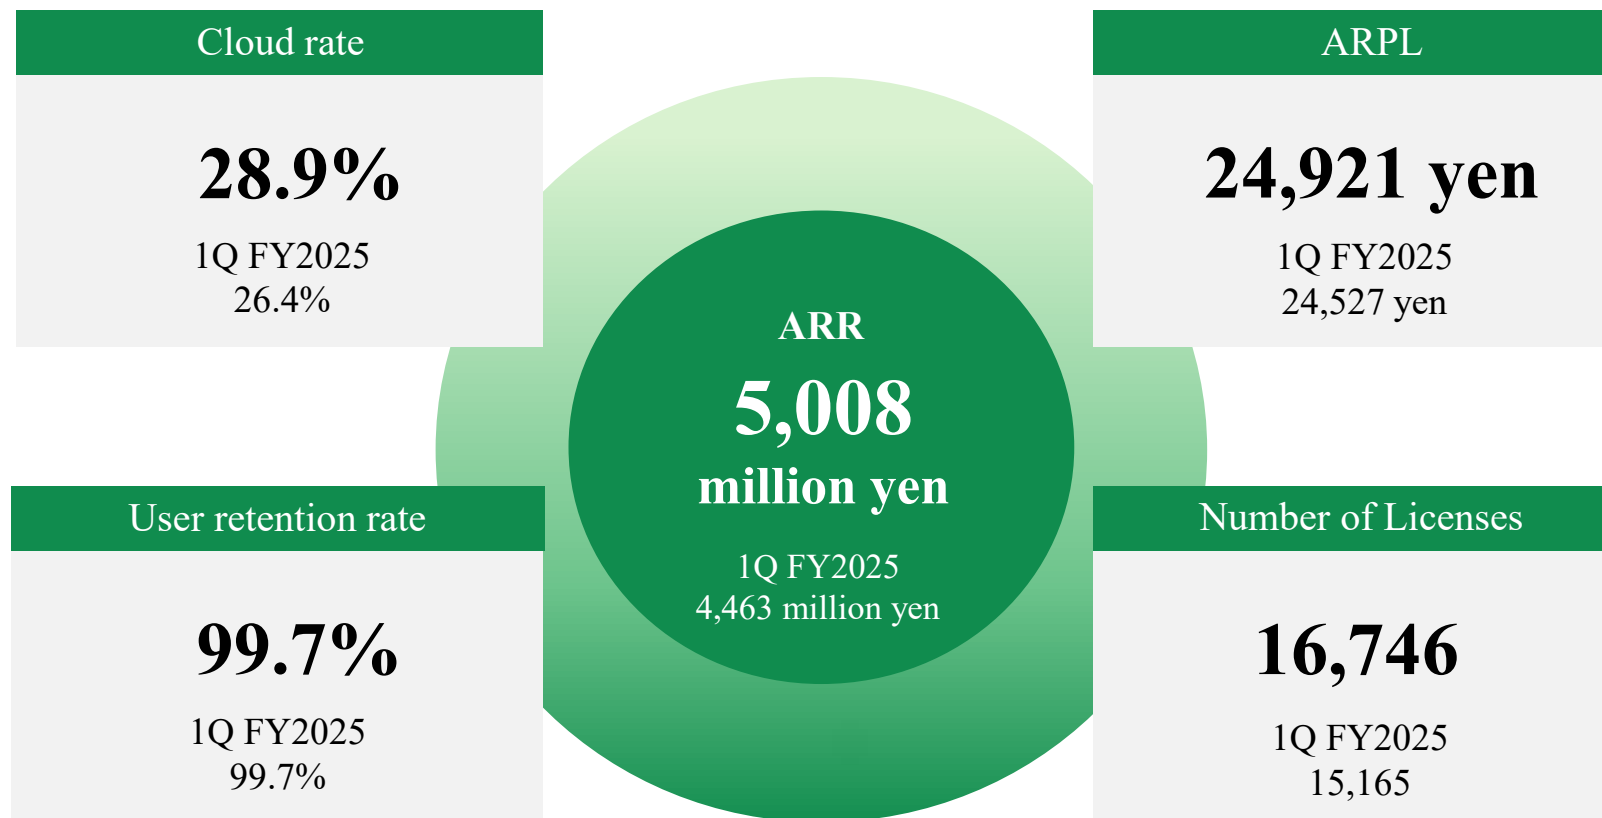 Cloud rate
28.9%
1Q FY2025
26.4%
ARPL
24,921 yen
1Q FY2025
24,527 yen
ARR
5,008
million yen
1Q FY2025
4,463 million yen
User retention rate
99.7%
1Q FY2025
99.7%
Number of Licenses
16,746
1Q FY2025
15,165